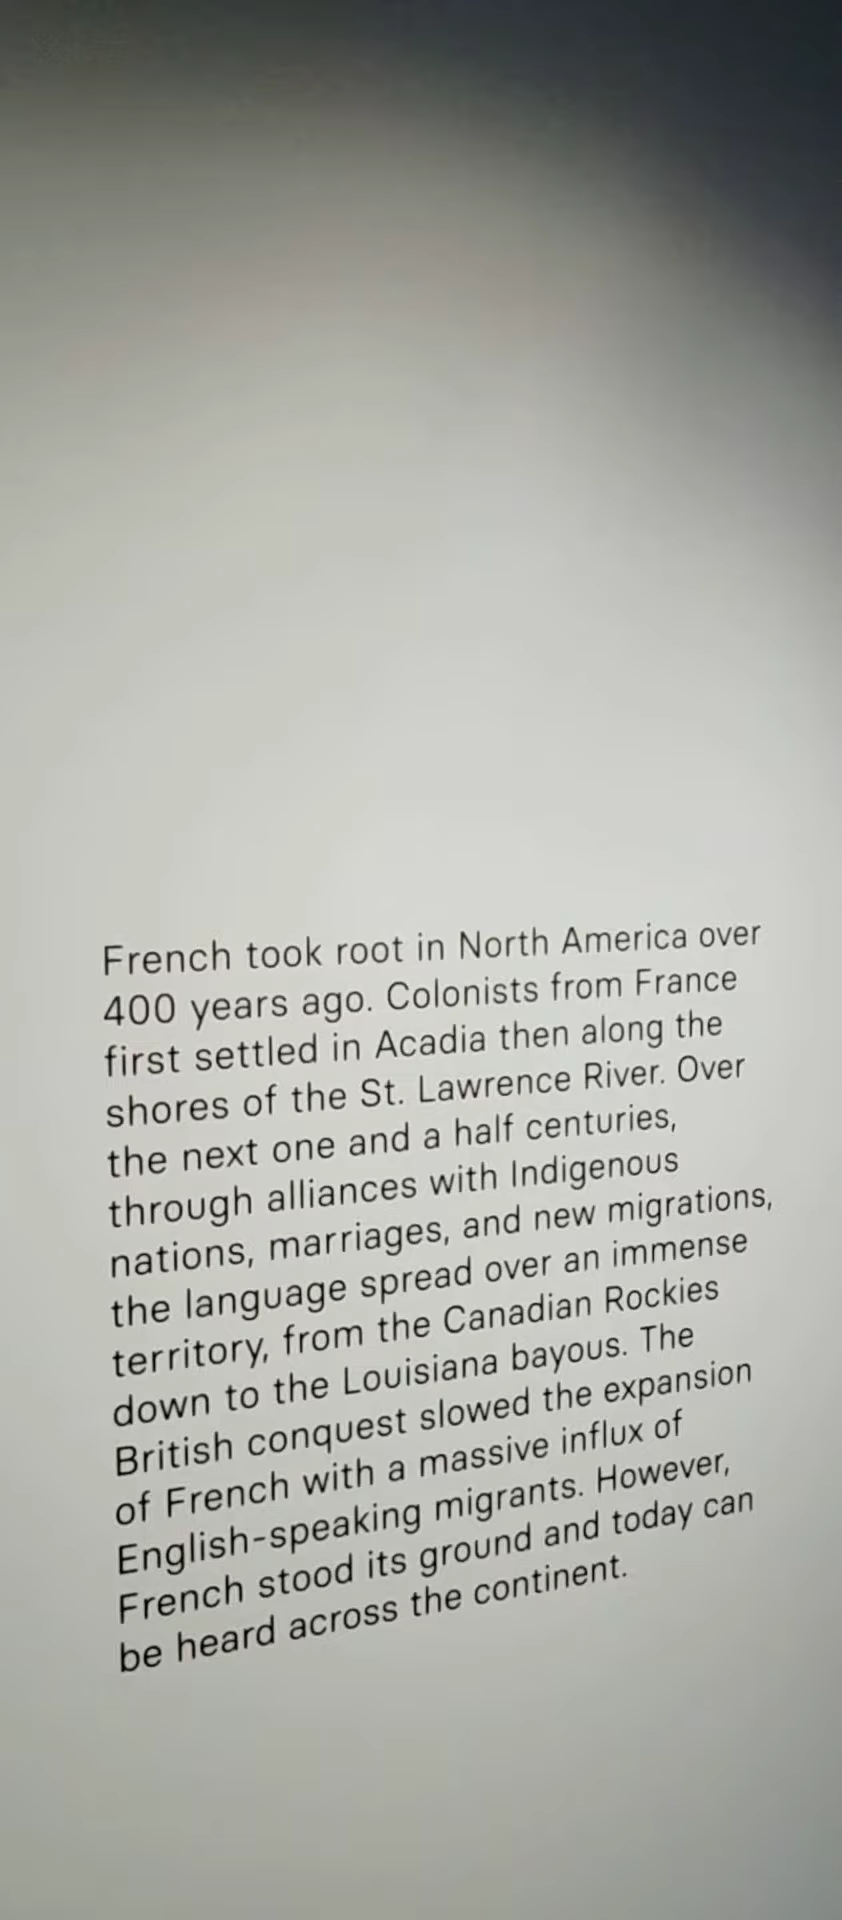 French took root in North America over
400 years ago. Colonists from France
first settled in Acadia then along the
shores of the St. Lawrence River. Over
the next one and a half centuries,
through alliances with Indigenous
nations, marriages, and new migrations,
the language spread over an immense
territory, from the Canadian Rockies
down to the Louisiana bayous. The
British conquest slowed the expansion
of French with a massive influx of
English-speaking migrants. However,
French stood its ground and today can
be heard across the continent.